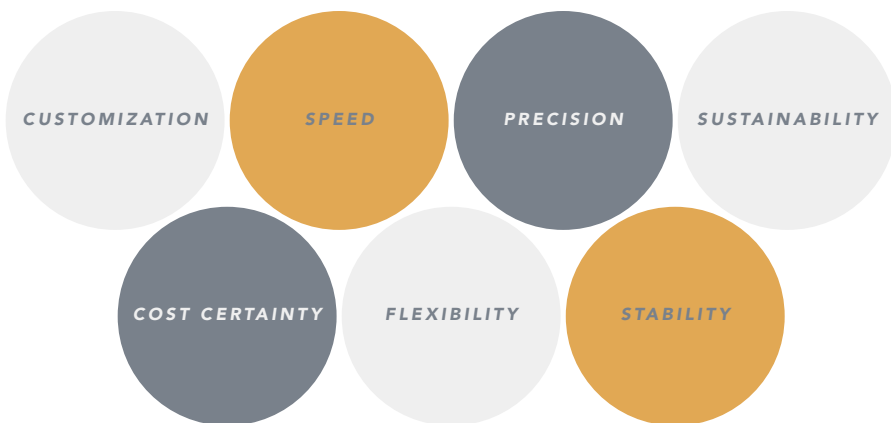 CUSTOMIZATION
SPEED
PRECISION
SUSTAINABILITY
COST CERTAINTY
FLEXIBILITY
STABILITY